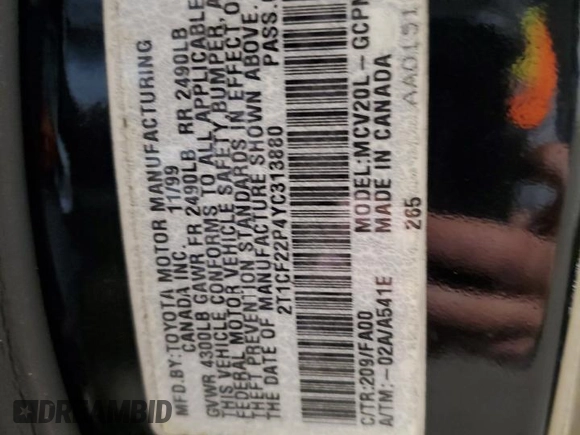 MFD.BY:TOYOTA MOTOR MANUFACTURING
CANADA INC. 11/99
GVWR 4300LB GAWR FR 2490LB RR 2490LB
THIS VEHICLE CONFORMS TO ALL APPLICABLE
FEDERAL MOTOR VEHICLE SAFETY, BUMPER, A
THEFT PREVENTION STANDARDS IN EFFECT O
THE DATE OF MANUFACTURE SHOWN ABOVE.
2T1CF22P4YC313880 PASS.
MODEL:MCV20L-GCPN
C/TR:209/FA00 MADE IN CANADA
A/TM:-02A/A541E
265 AA0151
DREAMBID